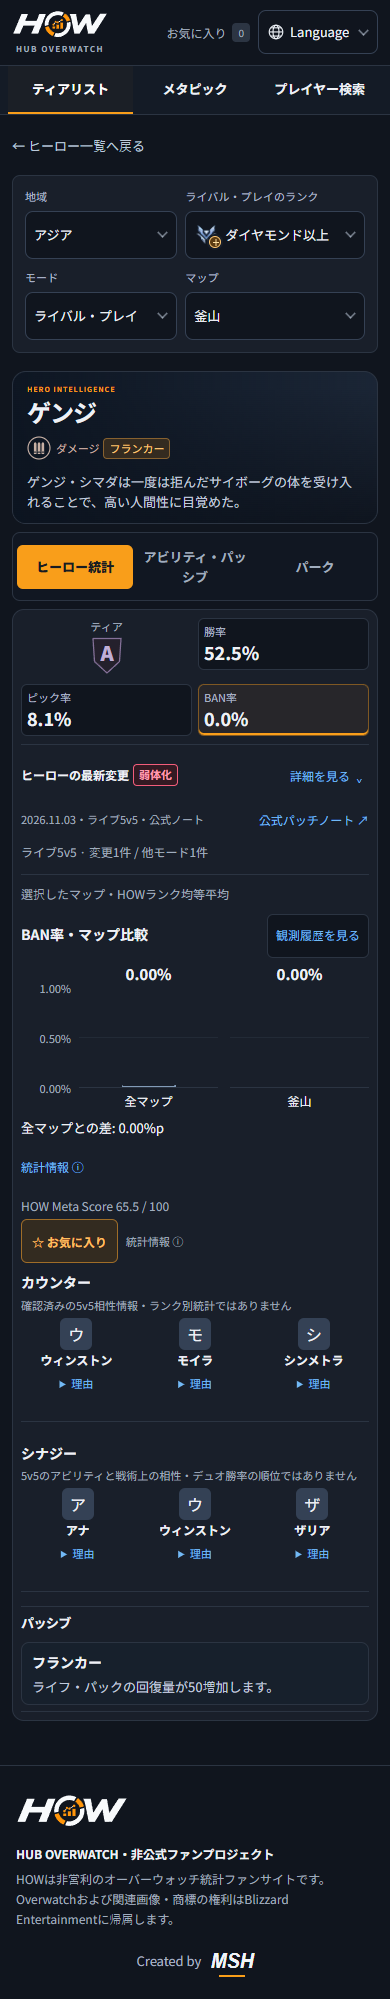 HOW
HUB OVERWATCH
お気に入り 0
Language
ティアリスト メタピック プレイヤー検索
← ヒーロー一覧へ戻る
地域 ライバル・プレイのランク
アジア ダイヤモンド以上
モード マップ
ライバル・プレイ 釜山
HERO INTELLIGENCE
ゲンジ
ダメージ フランカー
ゲンジ・シマダは一度は拒んだサイボーグの体を受け入
れることで、高い人間性に目覚めた。
ヒーロー統計 アビリティ・パッ
シブ パーク
ティア
A
勝率
52.5%
ピック率
8.1%
BAN率
0.0%
ヒーローの最新変更 弱体化 詳細を見る ⌄
2026.11.03・ライブ5v5・公式ノート 公式パッチノート ↗
ライブ5v5 · 変更1件 / 他モード1件
選択したマップ・HOWランク均等平均
BAN率・マップ比較 観測履歴を見る
0.00% 0.00%
1.00%
0.50%
0.00%
全マップ 釜山
全マップとの差: 0.00%p
統計情報 ⓘ
HOW Meta Score 65.5 / 100
☆ お気に入り 統計情報 ⓘ
カウンター
確認済みの5v5相性情報・ランク別統計ではありません
ウ モ シ
ウィンストン モイラ シンメトラ
▶ 理由 ▶ 理由 ▶ 理由
シナジー
5v5のアビリティと戦術上の相性・デュオ勝率の順位ではありません
ア ウ ザ
アナ ウィンストン ザリア
▶ 理由 ▶ 理由 ▶ 理由
パッシブ
フランカー
ライフ・パックの回復量が50増加します。
HOW
HUB OVERWATCH・非公式ファンプロジェクト
HOWは非営利のオーバーウォッチ統計ファンサイトです。
Overwatchおよび関連画像・商標の権利はBlizzard
Entertainmentに帰属します。
Created by MSH